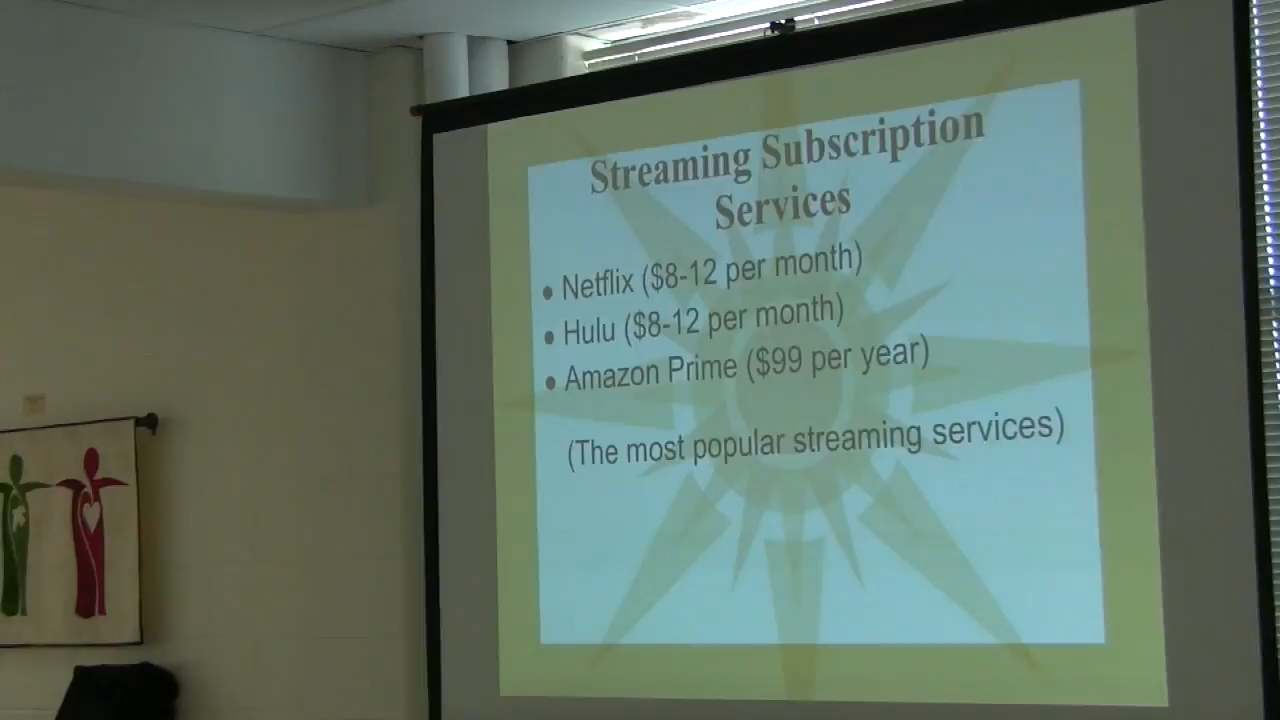 Streaming Subscription
Services
• Netflix ($8-12 per month)
• Hulu ($8-12 per month)
• Amazon Prime ($99 per year)
(The most popular streaming services)